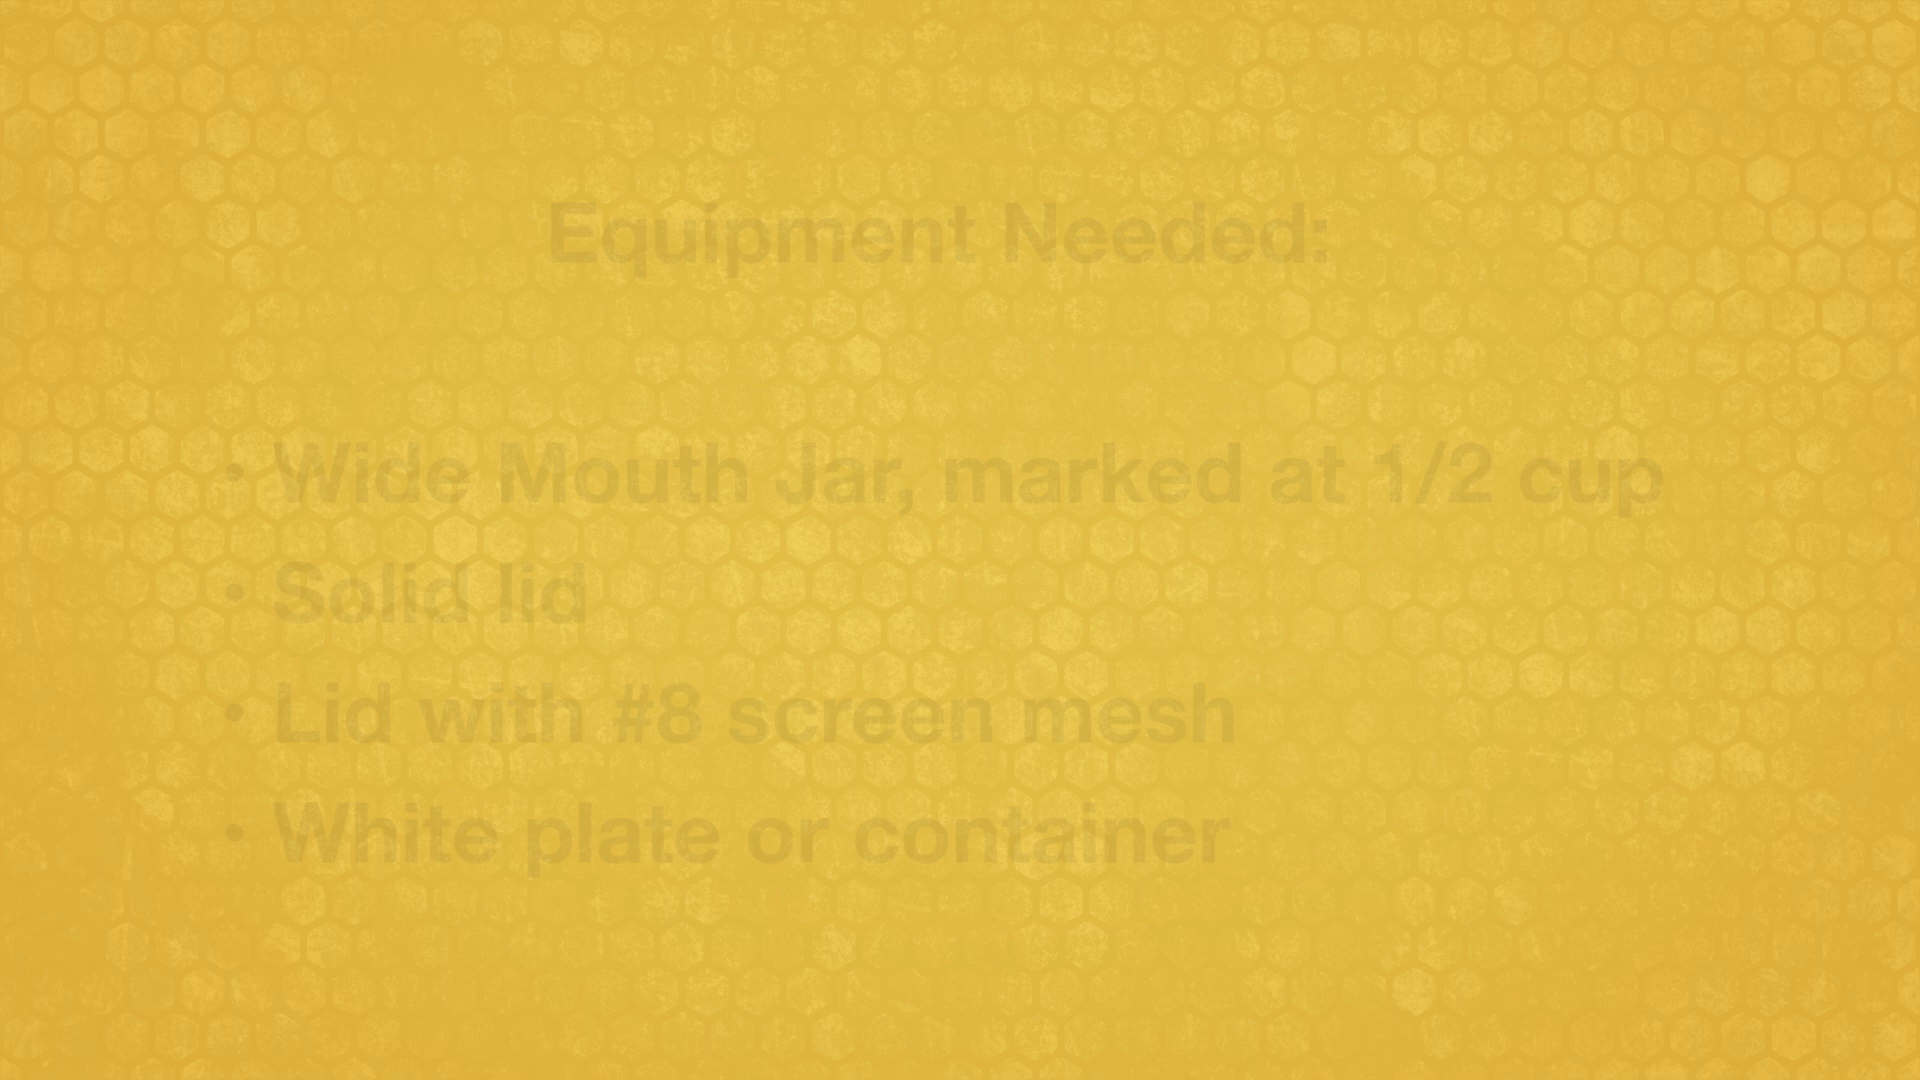 Equipment Needed:
• Wide Mouth Jar, marked at 1/2 cup
• Solid lid
• Lid with #8 screen mesh
• White plate or container